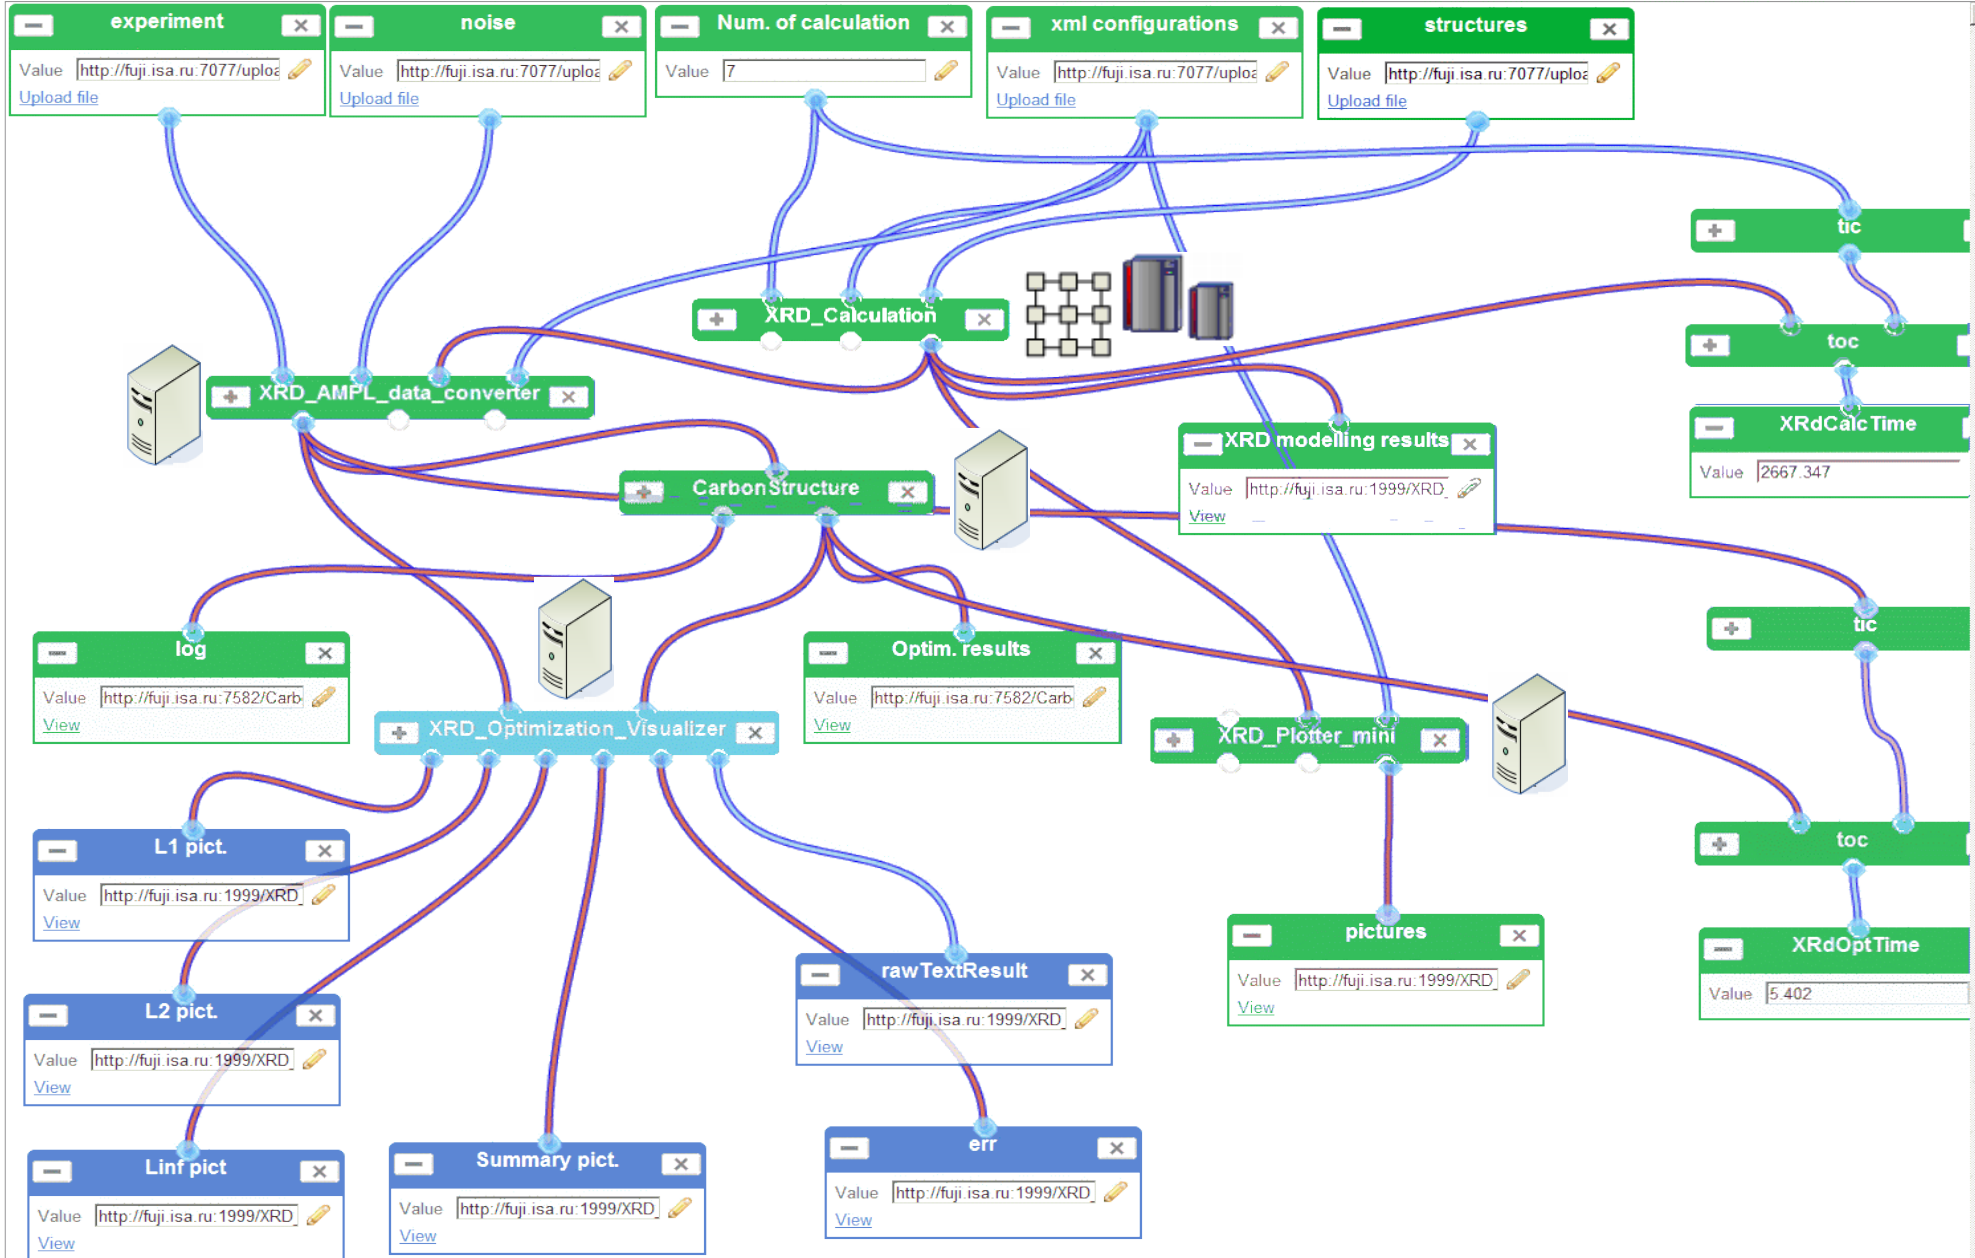 experiment
Value http://fuji.isa.ru:7077/uploa
Upload file
noise
Value http://fuji.isa.ru:7077/uploa
Upload file
Num. of calculation
Value 7
xml configurations
Value http://fuji.isa.ru:7077/uploa
Upload file
structures
Value http://fuji.isa.ru:7077/uploa
Upload file
tic
XRD_Calculation
toc
XRD_AMPL_data_converter
XRdCalcTime
Value 2667.347
XRD modelling results
Value http://fuji.isa.ru:1999/XRD_
View
CarbonStructure
tic
log
Value http://fuji.isa.ru:7582/Carb
View
Optim. results
Value http://fuji.isa.ru:7582/Carb
View
XRD_Optimization_Visualizer
XRD_Plotter_mini
toc
L1 pict.
Value http://fuji.isa.ru:1999/XRD_
View
rawTextResult
Value http://fuji.isa.ru:1999/XRD_
View
pictures
Value http://fuji.isa.ru:1999/XRD_
View
XRdOptTime
Value 5.402
L2 pict.
Value http://fuji.isa.ru:1999/XRD_
View
Linf pict
Value http://fuji.isa.ru:1999/XRD_
View
Summary pict.
Value http://fuji.isa.ru:1999/XRD_
View
err
Value http://fuji.isa.ru:1999/XRD_
View